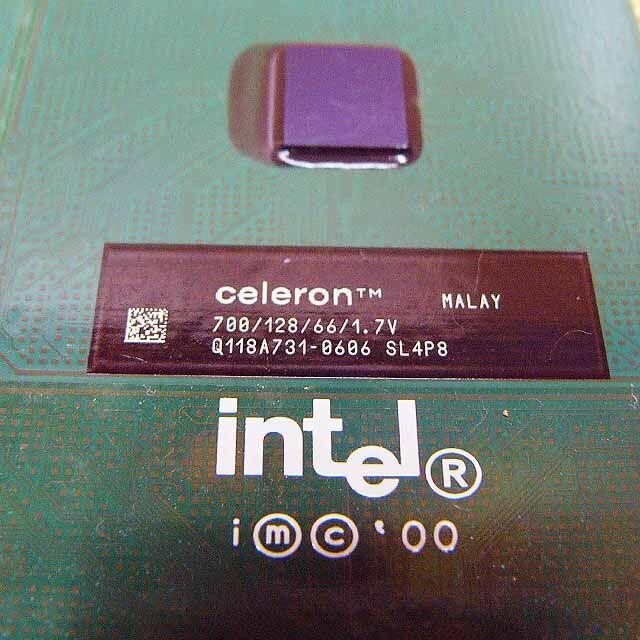 celeron™ MALAY
700/128/66/1.7V
Q118A731-0606 SL4P8
intel®
i ⓜ © '00